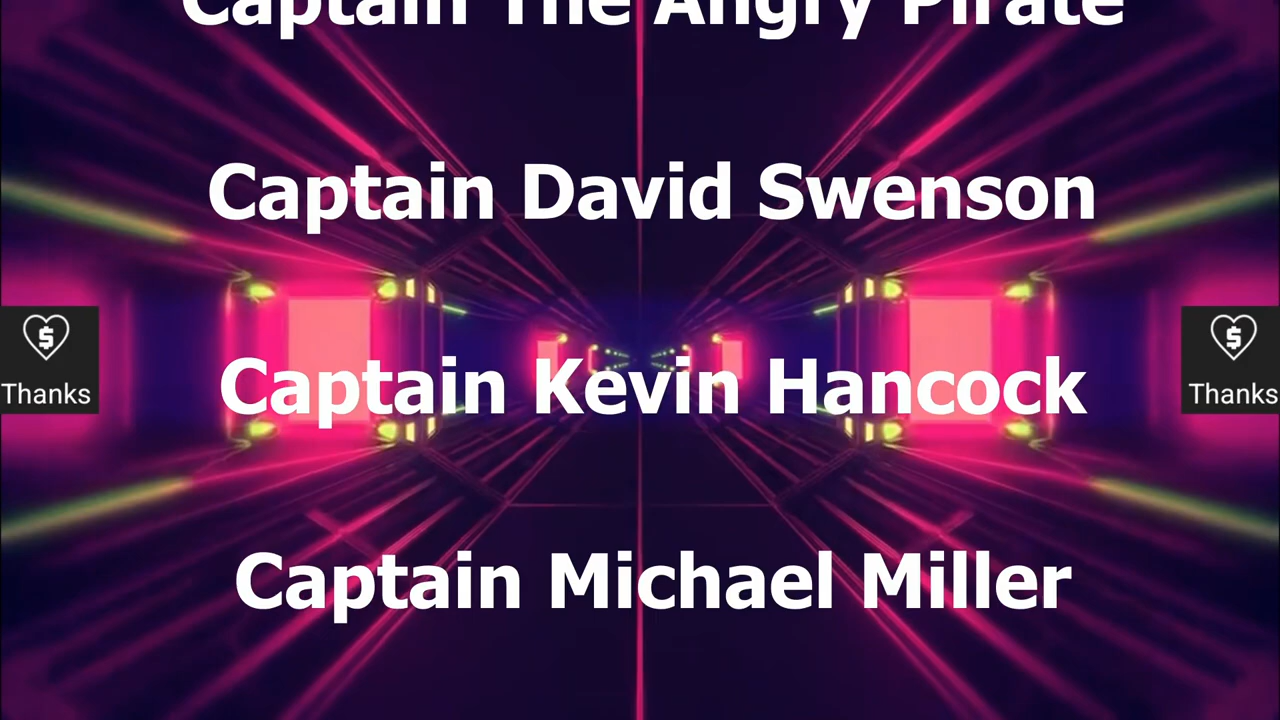 Captain The Angry Pirate
Captain David Swenson
Thanks
Captain Kevin Hancock
Thanks
Captain Michael Miller